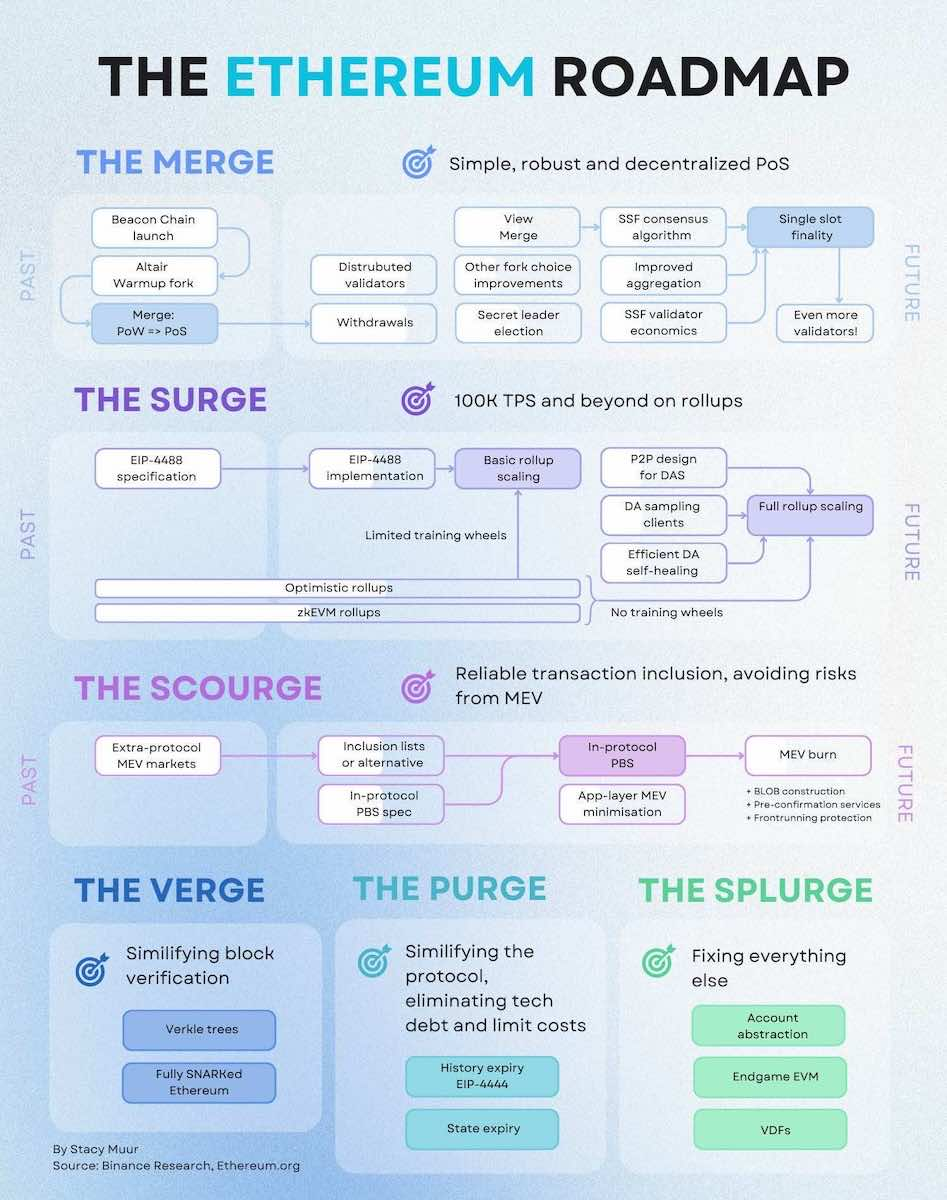 THE ETHEREUM ROADMAP
THE MERGE
Simple, robust and decentralized PoS
PAST
Beacon Chain
launch
Altair
Warmup fork
Merge:
PoW => PoS
Distrubuted
validators
Withdrawals
View
Merge
Other fork choice
improvements
Secret leader
election
SSF consensus
algorithm
Improved
aggregation
SSF validator
economics
Single slot
finality
Even more
validators!
FUTURE
THE SURGE
100K TPS and beyond on rollups
PAST
EIP-4488
specification
EIP-4488
implementation
Basic rollup
scaling
Limited training wheels
Optimistic rollups
zkEVM rollups
P2P design
for DAS
DA sampling
clients
Efficient DA
self-healing
Full rollup scaling
No training wheels
FUTURE
THE SCOURGE
Reliable transaction inclusion, avoiding risks
from MEV
PAST
Extra-protocol
MEV markets
Inclusion lists
or alternative
In-protocol
PBS spec
In-protocol
PBS
App-layer MEV
minimisation
MEV burn
+ BLOB construction
+ Pre-confirmation services
+ Frontrunning protection
FUTURE
THE VERGE
Similifying block
verification
Verkle trees
Fully SNARKed
Ethereum
THE PURGE
Similifying the
protocol,
eliminating tech
debt and limit costs
History expiry
EIP-4444
State expiry
THE SPLURGE
Fixing everything
else
Account
abstraction
Endgame EVM
VDFs
By Stacy Muur
Source: Binance Research, Ethereum.org